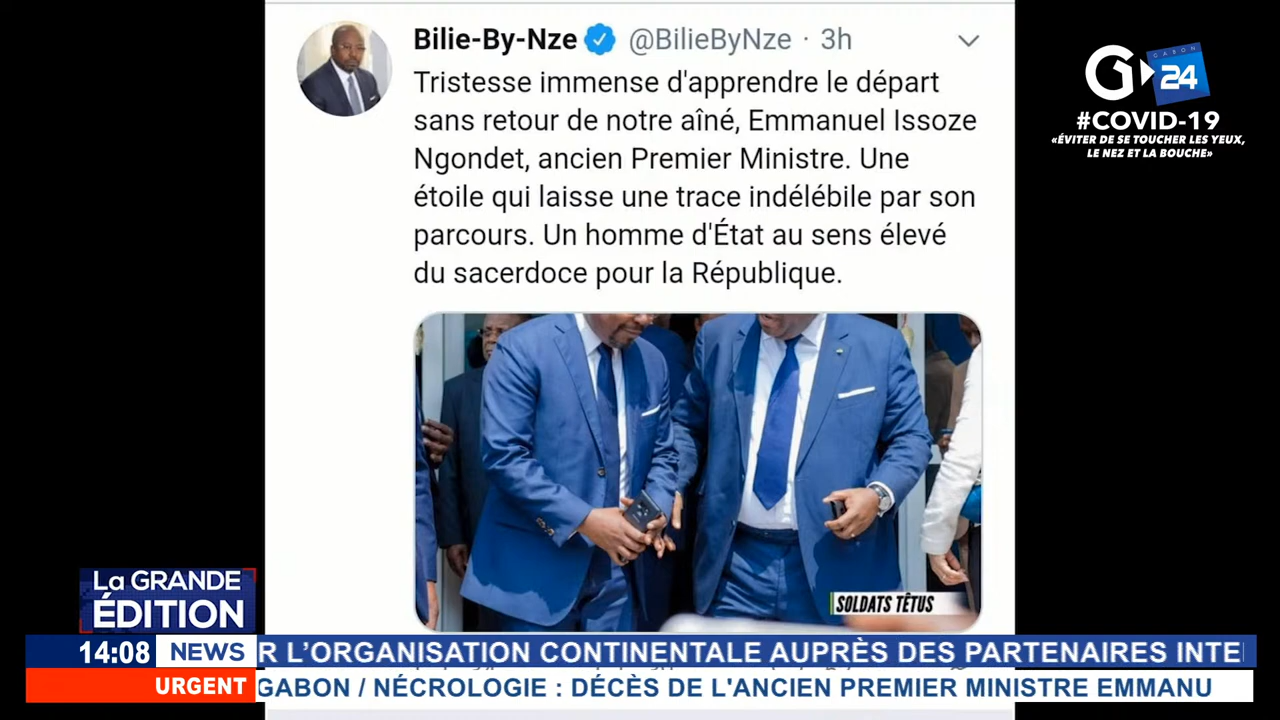 Bilie-By-Nze @BilieByNze · 3h
Tristesse immense d'apprendre le départ
sans retour de notre aîné, Emmanuel Issoze
Ngondet, ancien Premier Ministre. Une
étoile qui laisse une trace indélébile par son
parcours. Un homme d'État au sens élevé
du sacerdoce pour la République.
GABON
24
#COVID-19
«ÉVITER DE SE TOUCHER LES YEUX,
LE NEZ ET LA BOUCHE»
SOLDATS TÊTUS
La GRANDE
ÉDITION
14:08 NEWS R L'ORGANISATION CONTINENTALE AUPRÈS DES PARTENAIRES INTE
URGENT GABON / NÉCROLOGIE : DÉCÈS DE L'ANCIEN PREMIER MINISTRE EMMANU